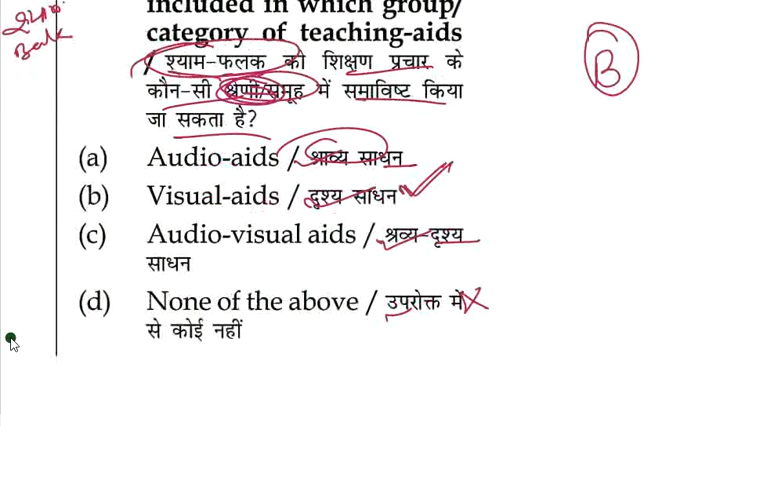 included in which group/
category of teaching-aids
/ श्याम-फलक को शिक्षण प्रचार के
कौन-सी श्रेणी/समूह में समाविष्ट किया
जा सकता है?
(a) Audio-aids / श्राव्य साधन
(b) Visual-aids / दृश्य साधन
(c) Audio-visual aids / श्रव्य-दृश्य
साधन
(d) None of the above / उपरोक्त में
से कोई नहीं
B